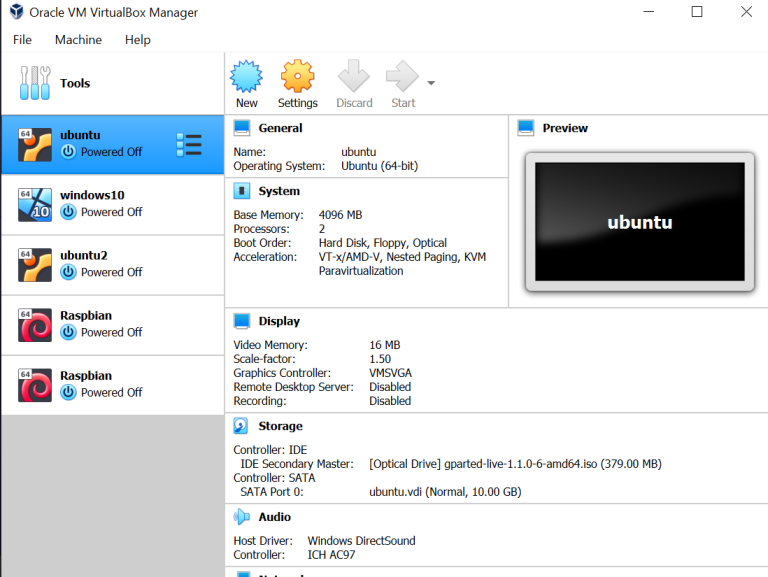 Oracle VM VirtualBox Manager
File Machine Help
Tools
New Settings Discard Start
64
ubuntu
Powered Off
64
10
windows10
Powered Off
64
ubuntu2
Powered Off
64
Raspbian
Powered Off
64
Raspbian
Powered Off
General
Name: ubuntu
Operating System: Ubuntu (64-bit)
Preview
ubuntu
System
Base Memory: 4096 MB
Processors: 2
Boot Order: Hard Disk, Floppy, Optical
Acceleration: VT-x/AMD-V, Nested Paging, KVM
Paravirtualization
Display
Video Memory: 16 MB
Scale-factor: 1.50
Graphics Controller: VMSVGA
Remote Desktop Server: Disabled
Recording: Disabled
Storage
Controller: IDE
IDE Secondary Master: [Optical Drive] gparted-live-1.1.0-6-amd64.iso (379.00 MB)
Controller: SATA
SATA Port 0: ubuntu.vdi (Normal, 10.00 GB)
Audio
Host Driver: Windows DirectSound
Controller: ICH AC97